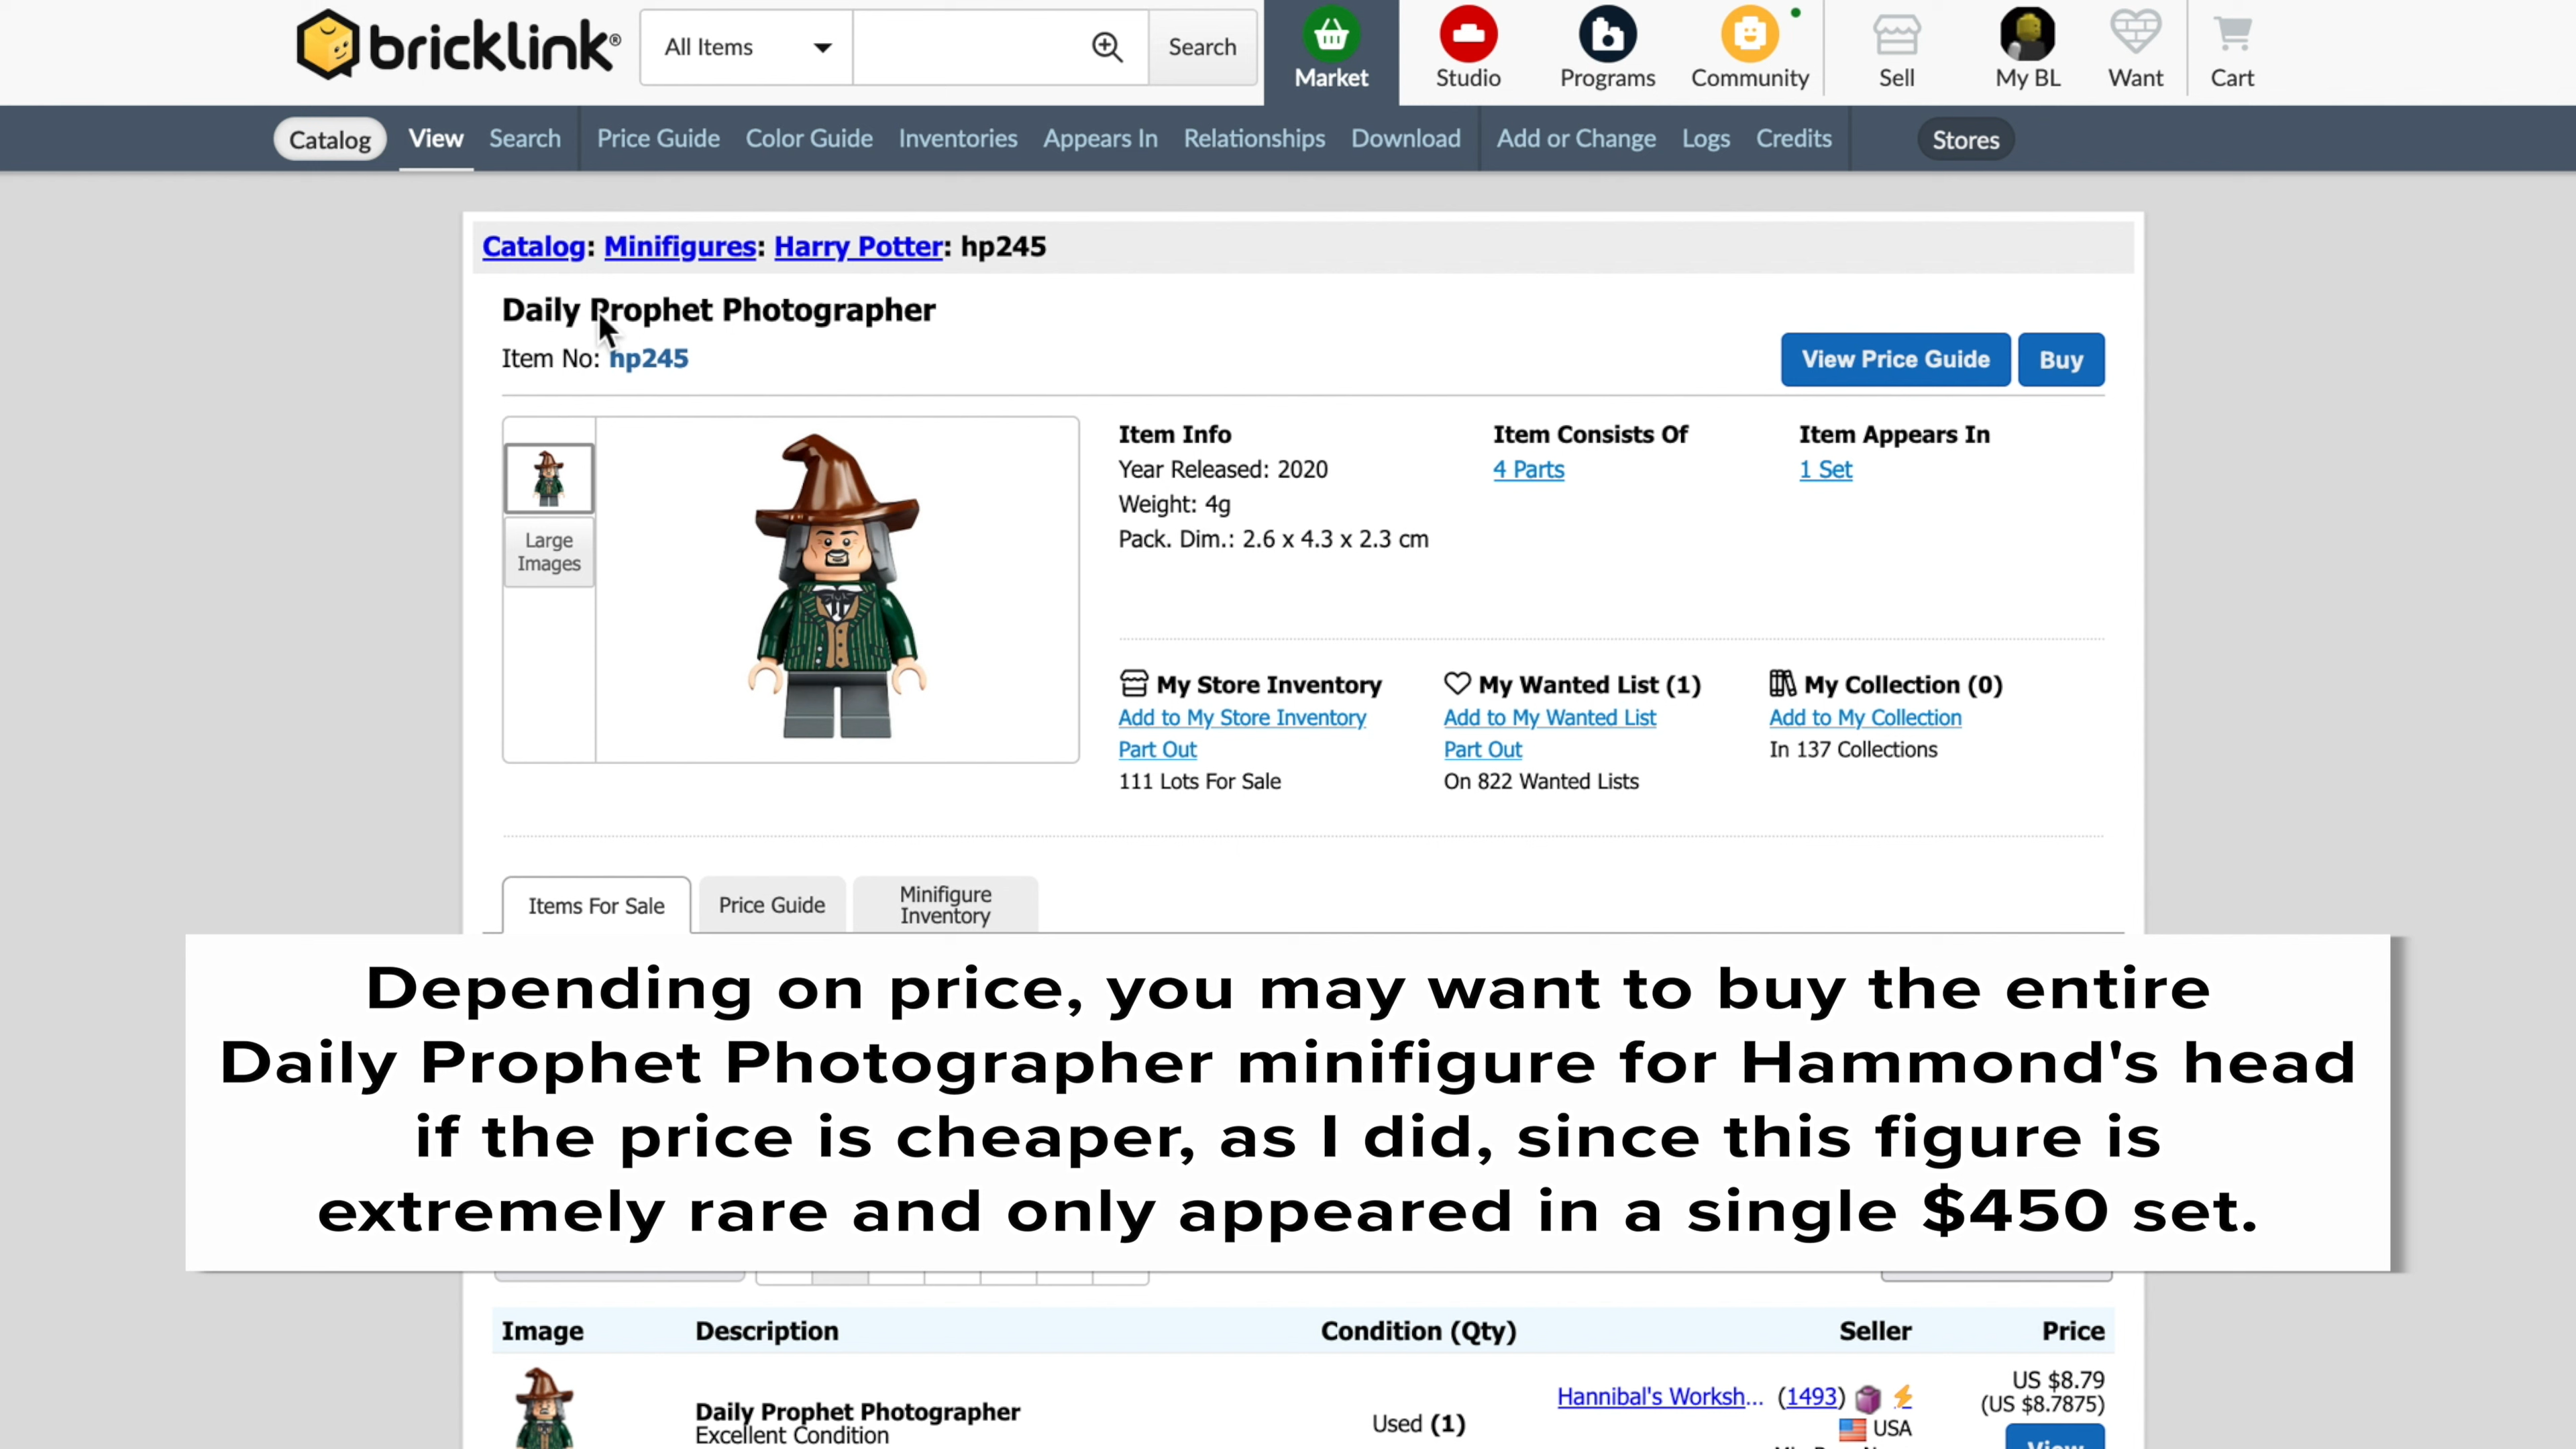 bricklink®
All Items
Search
Market
Studio
Programs
Community
Sell
My BL
Want
Cart
Catalog
View
Search
Price Guide
Color Guide
Inventories
Appears In
Relationships
Download
Add or Change
Logs
Credits
Stores
Catalog: Minifigures: Harry Potter: hp245
Daily Prophet Photographer
Item No: hp245
View Price Guide
Buy
Large
Images
Item Info
Year Released: 2020
Weight: 4g
Pack. Dim.: 2.6 x 4.3 x 2.3 cm
Item Consists Of
4 Parts
Item Appears In
1 Set
My Store Inventory
Add to My Store Inventory
Part Out
111 Lots For Sale
My Wanted List (1)
Add to My Wanted List
Part Out
On 822 Wanted Lists
My Collection (0)
Add to My Collection
In 137 Collections
Items For Sale
Price Guide
Minifigure
Inventory
Depending on price, you may want to buy the entire
Daily Prophet Photographer minifigure for Hammond's head
if the price is cheaper, as I did, since this figure is
extremely rare and only appeared in a single $450 set.
Image
Description
Condition (Qty)
Seller
Price
Daily Prophet Photographer
Excellent Condition
Used (1)
Hannibal's Worksh... (1493)
USA
US $8.79
(US $8.7875)
View